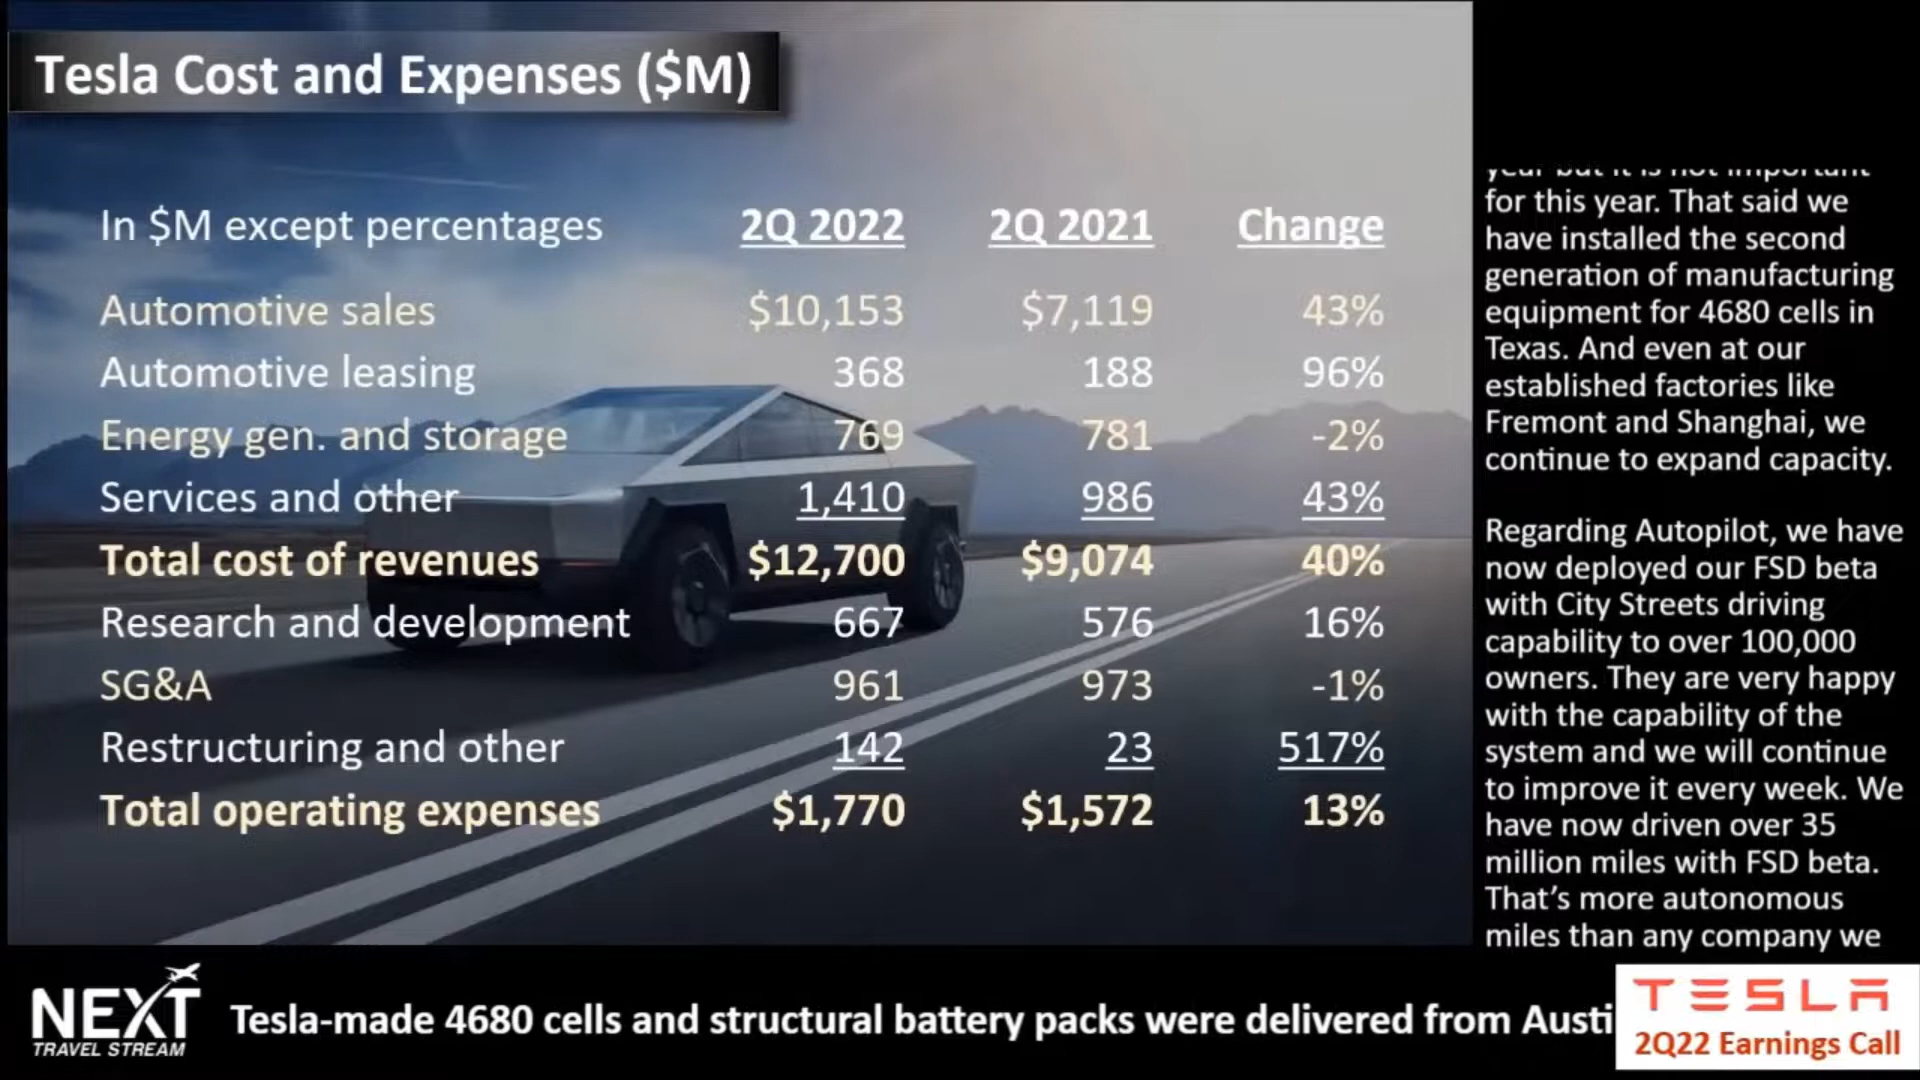 Tesla Cost and Expenses ($M)
In $M except percentages 2Q 2022 2Q 2021 Change
Automotive sales $10,153 $7,119 43%
Automotive leasing 368 188 96%
Energy gen. and storage 769 781 -2%
Services and other 1,410 986 43%
Total cost of revenues $12,700 $9,074 40%
Research and development 667 576 16%
SG&A 961 973 -1%
Restructuring and other 142 23 517%
Total operating expenses $1,770 $1,572 13%
year but it is not important
for this year. That said we
have installed the second
generation of manufacturing
equipment for 4680 cells in
Texas. And even at our
established factories like
Fremont and Shanghai, we
continue to expand capacity.
Regarding Autopilot, we have
now deployed our FSD beta
with City Streets driving
capability to over 100,000
owners. They are very happy
with the capability of the
system and we will continue
to improve it every week. We
have now driven over 35
million miles with FSD beta.
That’s more autonomous
miles than any company we
NEXT
TRAVEL STREAM
Tesla-made 4680 cells and structural battery packs were delivered from Austi
TESLA
2Q22 Earnings Call